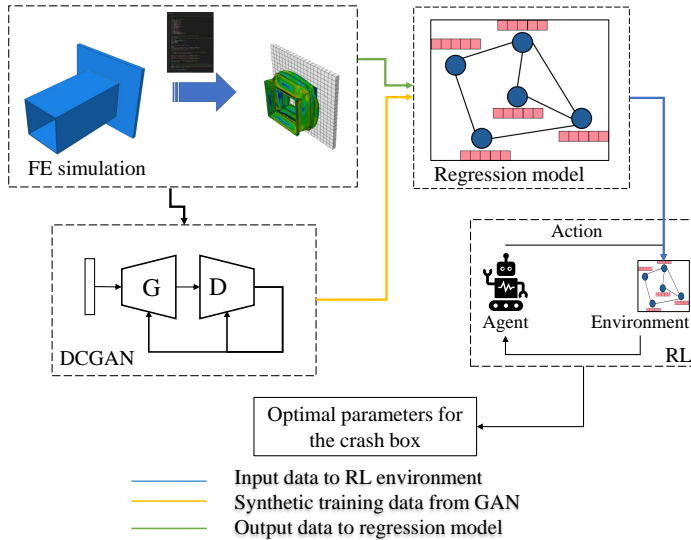 FE simulation
Regression model
G
D
DCGAN
Action
Agent
Environment
RL
Optimal parameters for
the crash box
Input data to RL environment
Synthetic training data from GAN
Output data to regression model